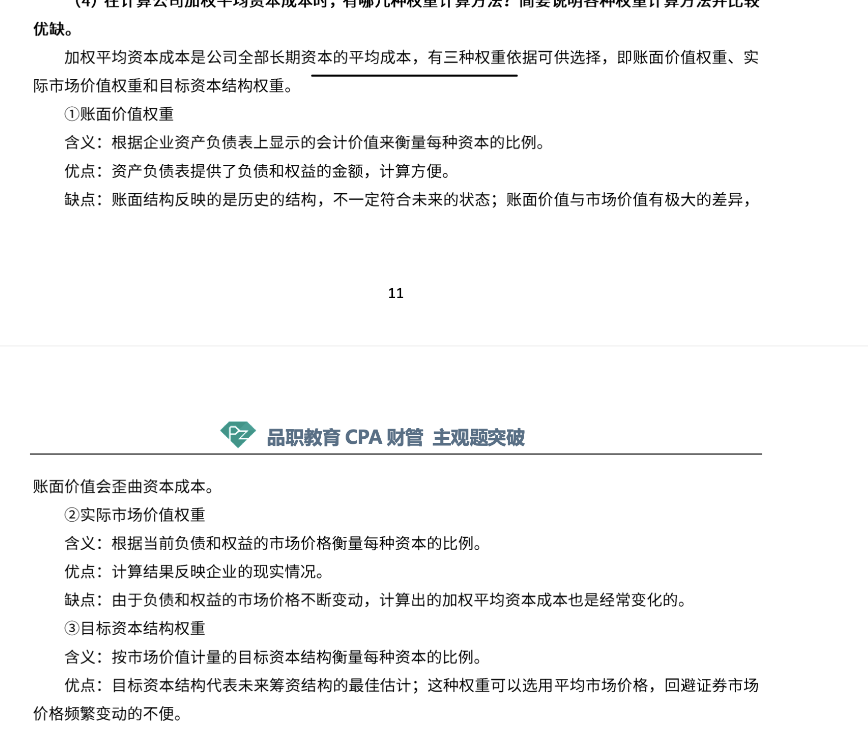 （4）在计算公司加权平均资本成本时，有哪几种权重计算方法？简要说明各种权重计算方法并比较
优缺。
加权平均资本成本是公司全部长期资本的平均成本，有三种权重依据可供选择，即账面价值权重、实
际市场价值权重和目标资本结构权重。
①账面价值权重
含义：根据企业资产负债表上显示的会计价值来衡量每种资本的比例。
优点：资产负债表提供了负债和权益的金额，计算方便。
缺点：账面结构反映的是历史的结构，不一定符合未来的状态；账面价值与市场价值有极大的差异，
11
PZ 品职教育 CPA 财管 主观题突破
账面价值会歪曲资本成本。
②实际市场价值权重
含义：根据当前负债和权益的市场价格衡量每种资本的比例。
优点：计算结果反映企业的现实情况。
缺点：由于负债和权益的市场价格不断变动，计算出的加权平均资本成本也是经常变化的。
③目标资本结构权重
含义：按市场价值计量的目标资本结构衡量每种资本的比例。
优点：目标资本结构代表未来筹资结构的最佳估计；这种权重可以选用平均市场价格，回避证券市场
价格频繁变动的不便。